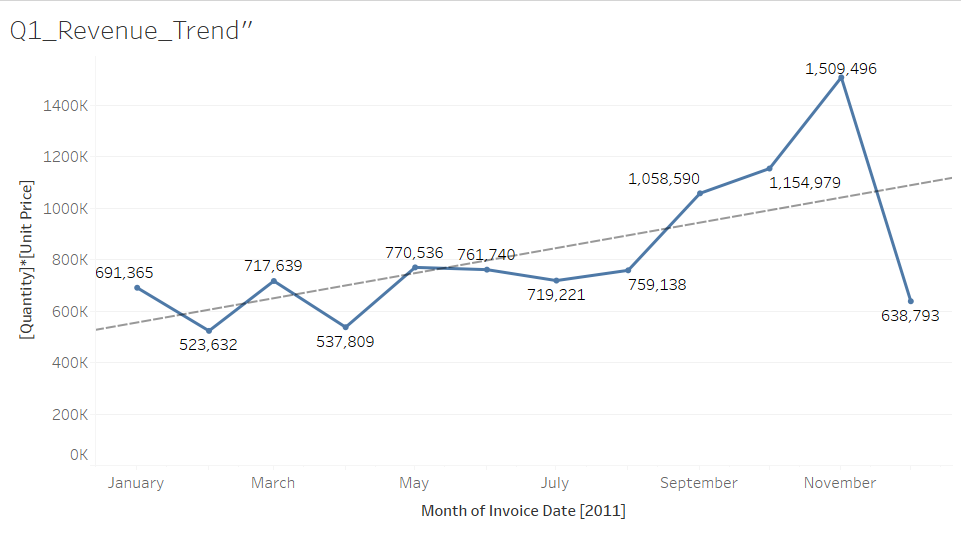 Q1_Revenue_Trend”
1,509,496
1400K
1200K
1,058,590
1,154,979
1000K
[Quantity]*[Unit Price]
800K
770,536
761,740
691,365
717,639
719,221
759,138
600K
638,793
523,632
537,809
400K
200K
0K
January
March
May
July
September
November
Month of Invoice Date [2011]